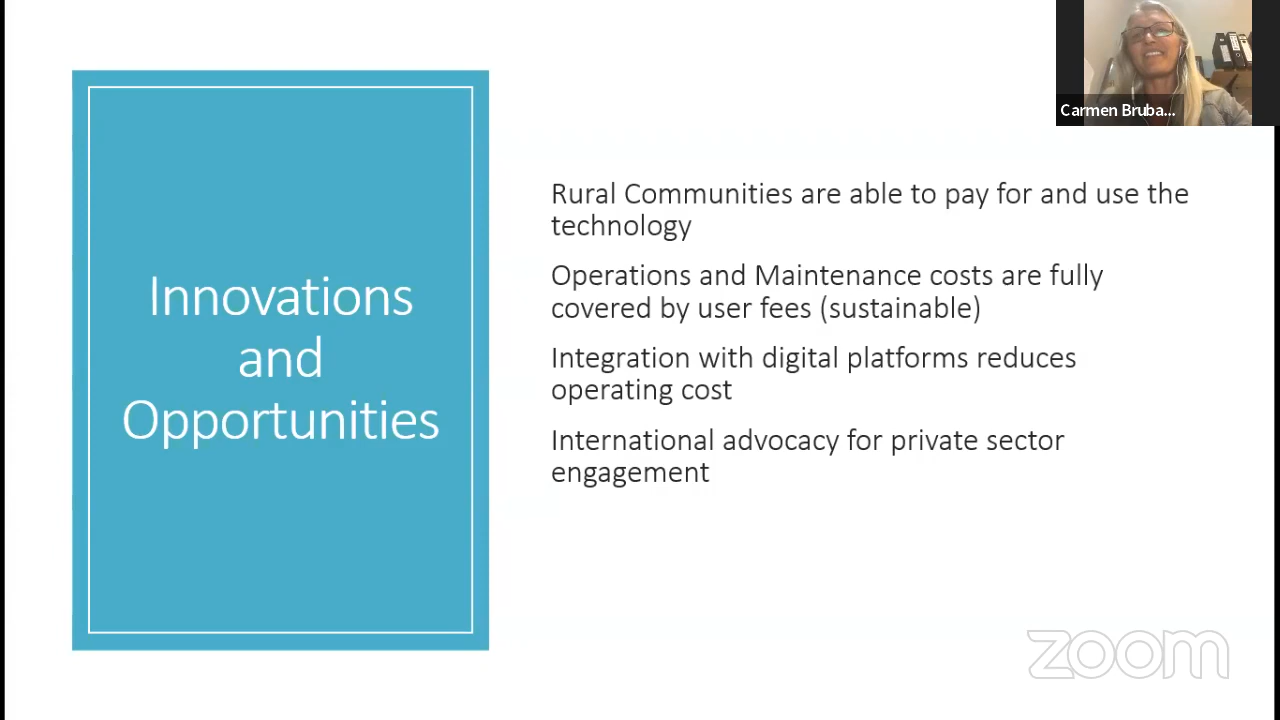 Carmen Bruba...
Innovations
and
Opportunities
Rural Communities are able to pay for and use the
technology
Operations and Maintenance costs are fully
covered by user fees (sustainable)
Integration with digital platforms reduces
operating cost
International advocacy for private sector
engagement
zoom